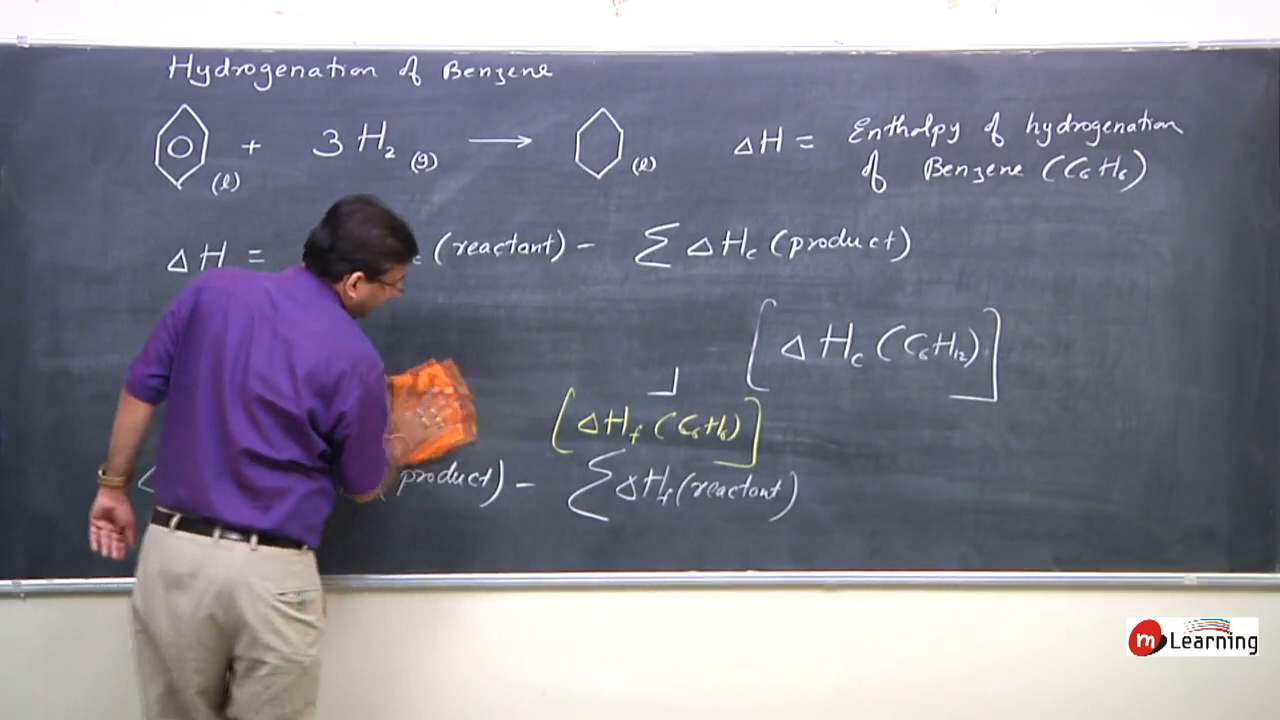 Hydrogenation of Benzene
+ 3 H₂ (g) → (l) ΔH = Enthalpy of hydrogenation
(l) of Benzene (C₆H₆)
ΔH = c (reactant) - Σ ΔHc (product)
[ΔHc (C₆H₁₂)]
[ΔHf (C₆H₆)]
(product) - Σ ΔHf (reactant)
m Learning